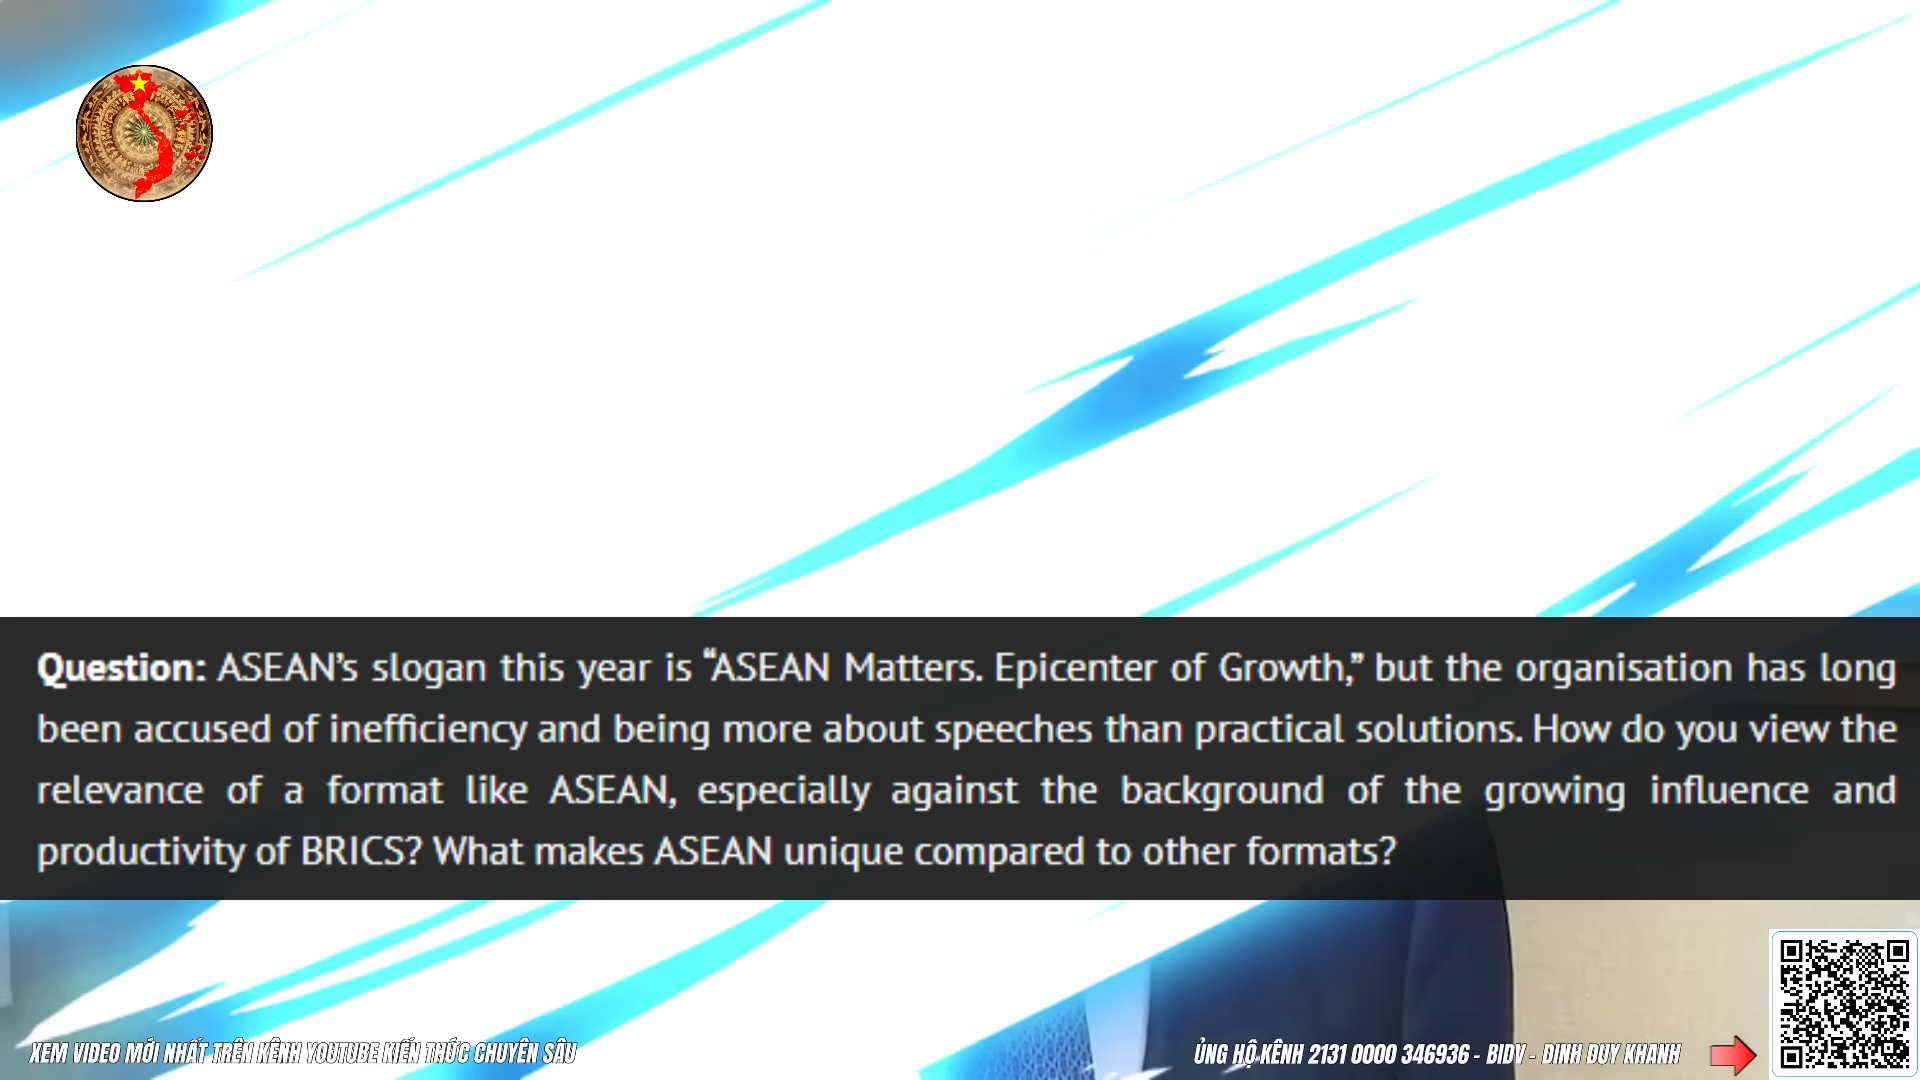 Question: ASEAN’s slogan this year is “ASEAN Matters. Epicenter of Growth,” but the organisation has long
been accused of inefficiency and being more about speeches than practical solutions. How do you view the
relevance of a format like ASEAN, especially against the background of the growing influence and
productivity of BRICS? What makes ASEAN unique compared to other formats?
XEM VIDEO MỚI NHẤT TRÊN KÊNH YOUTUBE KIẾN THỨC CHUYÊN SÂU
ỦNG HỘ KÊNH 2131 0000 346936 - BIDV - ĐINH DUY KHANH